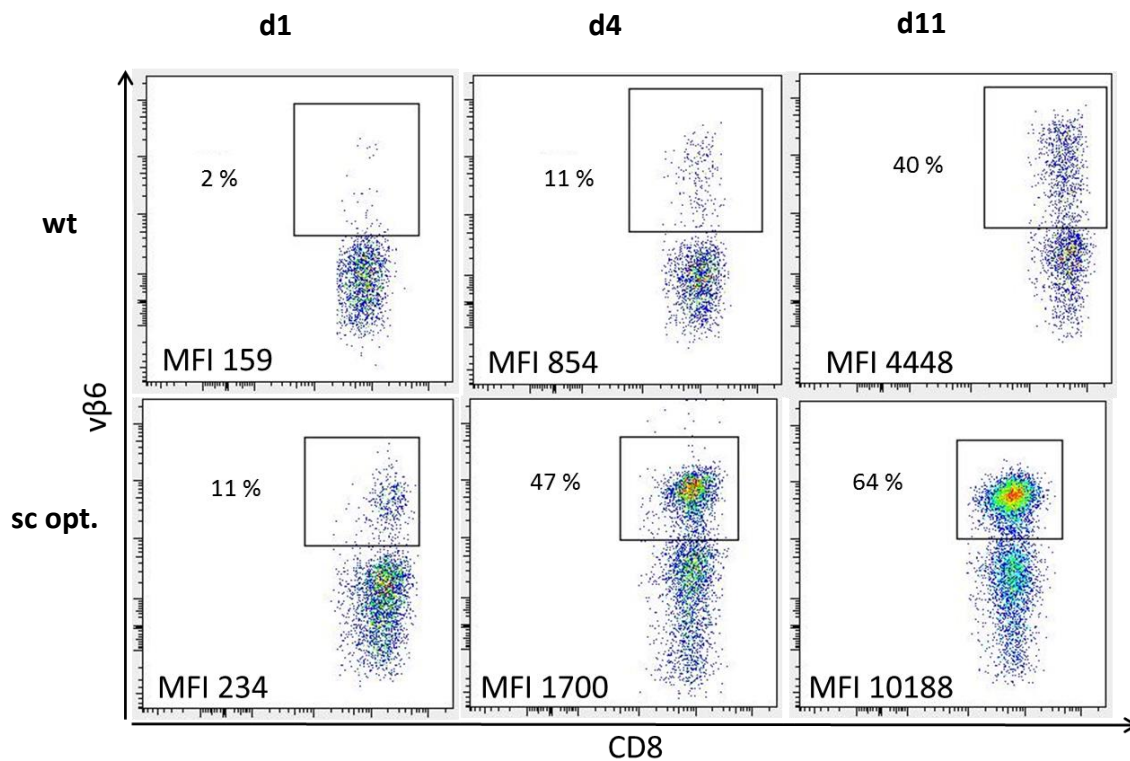 d1 d4 d11
wt
2 %
11 %
40 %
MFI 159
MFI 854
MFI 4448
vβ6
sc opt.
11 %
47 %
64 %
MFI 234
MFI 1700
MFI 10188
CD8